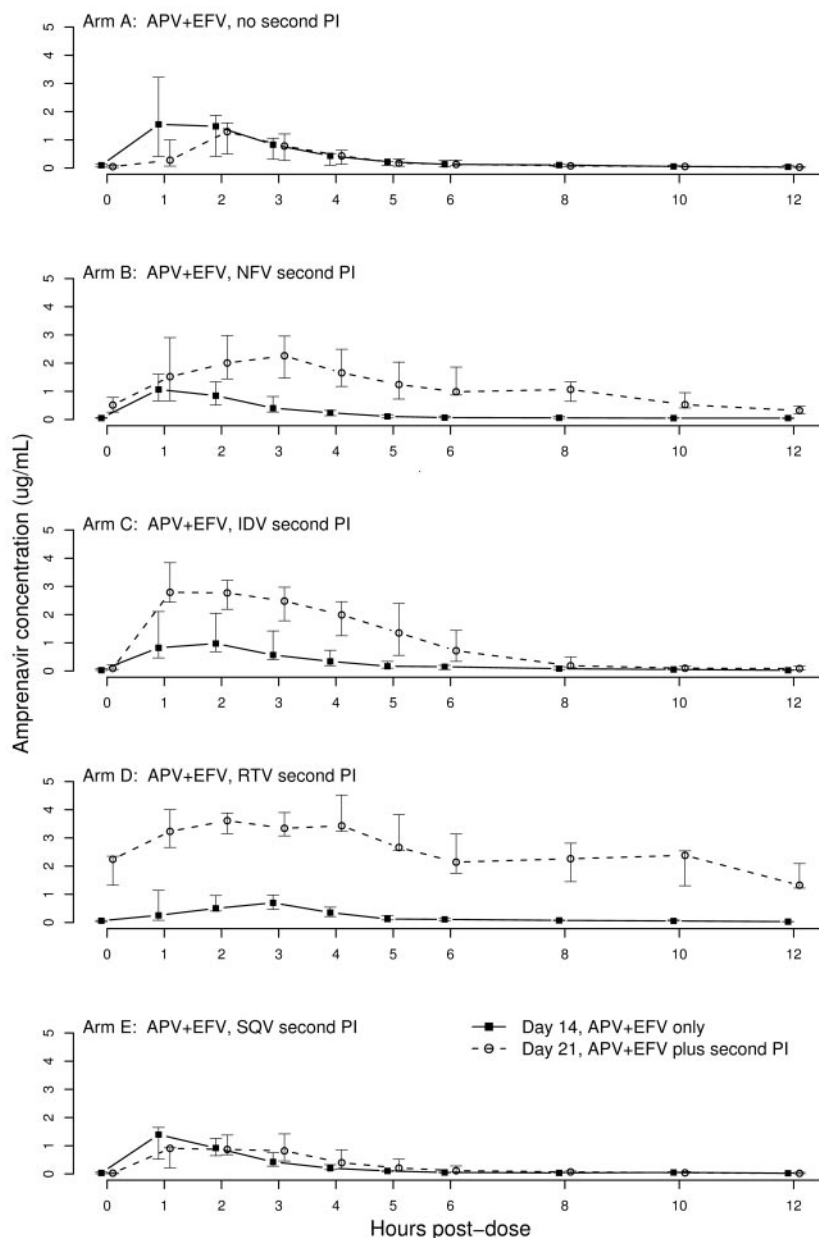 Arm A: APV+EFV, no second PI
5
4
3
2
1
0
0 1 2 3 4 5 6 8 10 12
Arm B: APV+EFV, NFV second PI
5
4
3
2
1
0
0 1 2 3 4 5 6 8 10 12
Amprenavir concentration (ug/mL)
Arm C: APV+EFV, IDV second PI
5
4
3
2
1
0
0 1 2 3 4 5 6 8 10 12
Arm D: APV+EFV, RTV second PI
5
4
3
2
1
0
0 1 2 3 4 5 6 8 10 12
Arm E: APV+EFV, SQV second PI
Day 14, APV+EFV only
Day 21, APV+EFV plus second PI
5
4
3
2
1
0
0 1 2 3 4 5 6 8 10 12
Hours post-dose